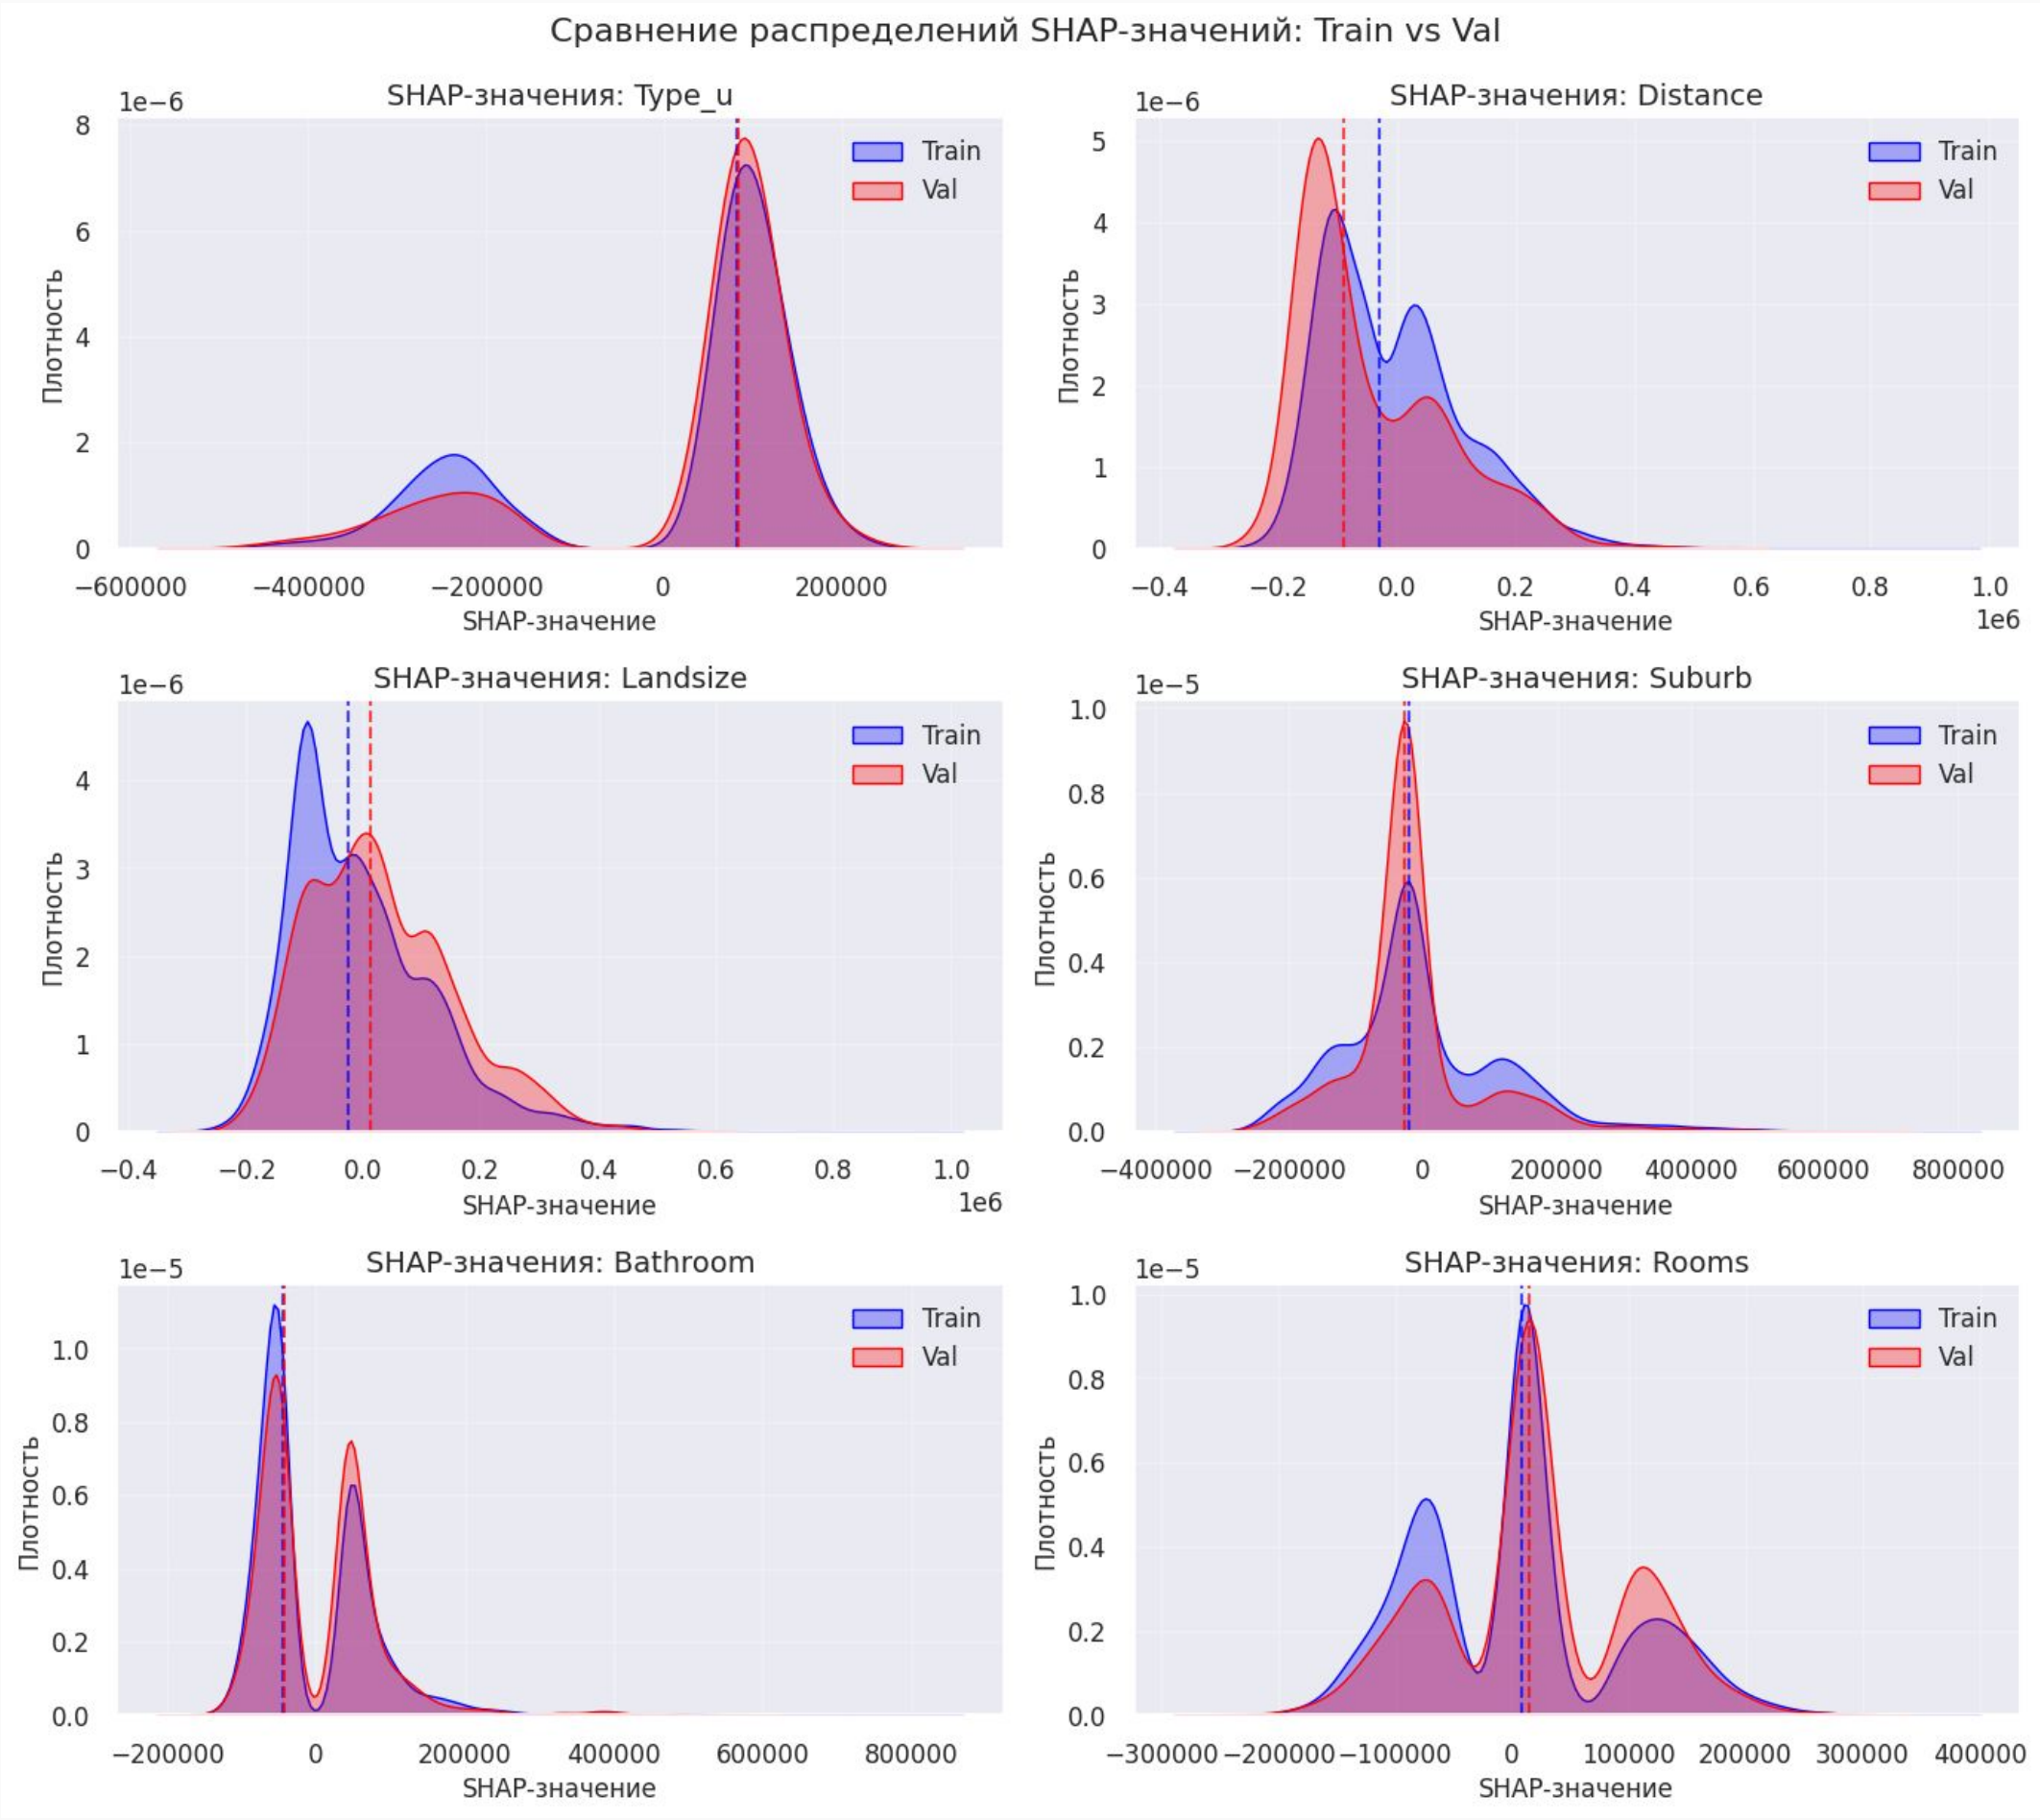 Сравнение распределений SHAP-значений: Train vs Val
SHAP-значения: Type_u
1e−6
Плотность
8
6
4
2
0
−600000 −400000 −200000 0 200000
SHAP-значение
Train
Val
SHAP-значения: Distance
1e−6
Плотность
5
4
3
2
1
0
−0.4 −0.2 0.0 0.2 0.4 0.6 0.8 1.0
1e6
SHAP-значение
Train
Val
SHAP-значения: Landsize
1e−6
Плотность
4
3
2
1
0
−0.4 −0.2 0.0 0.2 0.4 0.6 0.8 1.0
1e6
SHAP-значение
Train
Val
SHAP-значения: Suburb
1e−5
Плотность
1.0
0.8
0.6
0.4
0.2
0.0
−400000 −200000 0 200000 400000 600000 800000
SHAP-значение
Train
Val
SHAP-значения: Bathroom
1e−5
Плотность
1.0
0.8
0.6
0.4
0.2
0.0
−200000 0 200000 400000 600000 800000
SHAP-значение
Train
Val
SHAP-значения: Rooms
1e−5
Плотность
1.0
0.8
0.6
0.4
0.2
0.0
−300000 −200000 −100000 0 100000 200000 300000 400000
SHAP-значение
Train
Val